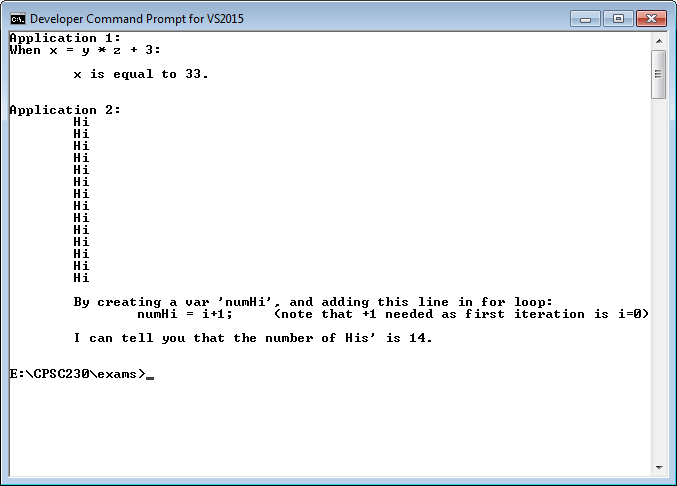 Developer Command Prompt for VS2015
Application 1:
When x = y * z + 3:
x is equal to 33.
Application 2:
Hi
Hi
Hi
Hi
Hi
Hi
Hi
Hi
Hi
Hi
Hi
Hi
Hi
Hi
By creating a var 'numHi', and adding this line in for loop:
numHi = i+1; (note that +1 needed as first iteration is i=0)
I can tell you that the number of His' is 14.
E:\CPSC230\exams>_